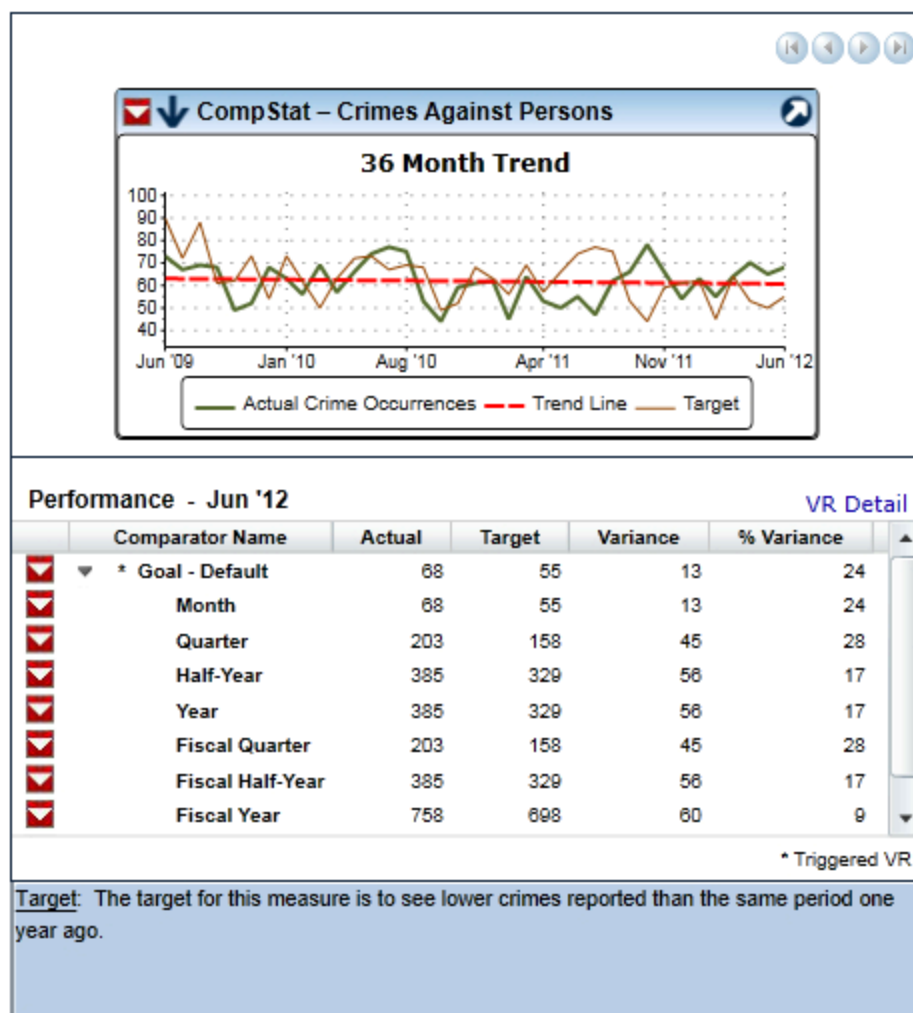 CompStat – Crimes Against Persons
36 Month Trend
100
90
80
70
60
50
40
Jun '09 Jan '10 Aug '10 Apr '11 Nov '11 Jun '12
Actual Crime Occurrences Trend Line Target
Performance - Jun '12
VR Detail
Comparator Name Actual Target Variance % Variance
* Goal - Default 68 55 13 24
Month 68 55 13 24
Quarter 203 158 45 28
Half-Year 385 329 56 17
Year 385 329 56 17
Fiscal Quarter 203 158 45 28
Fiscal Half-Year 385 329 56 17
Fiscal Year 758 698 60 9
* Triggered VR
Target: The target for this measure is to see lower crimes reported than the same period one
year ago.